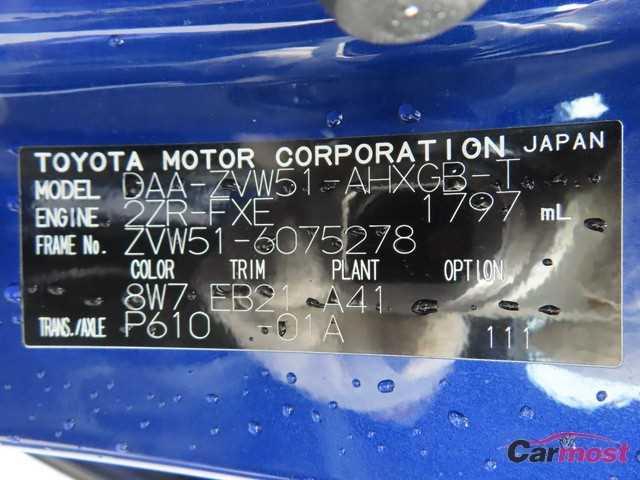 TOYOTA MOTOR CORPORATION JAPAN
MODEL DAA-ZVW51-AHXGB-T
ENGINE 2ZR-FXE 1797 mL
FRAME No. ZVW51-6075278
COLOR TRIM PLANT OPTION
8W7 EB21 A41
TRANS./AXLE P610 -01A 111
Carmost